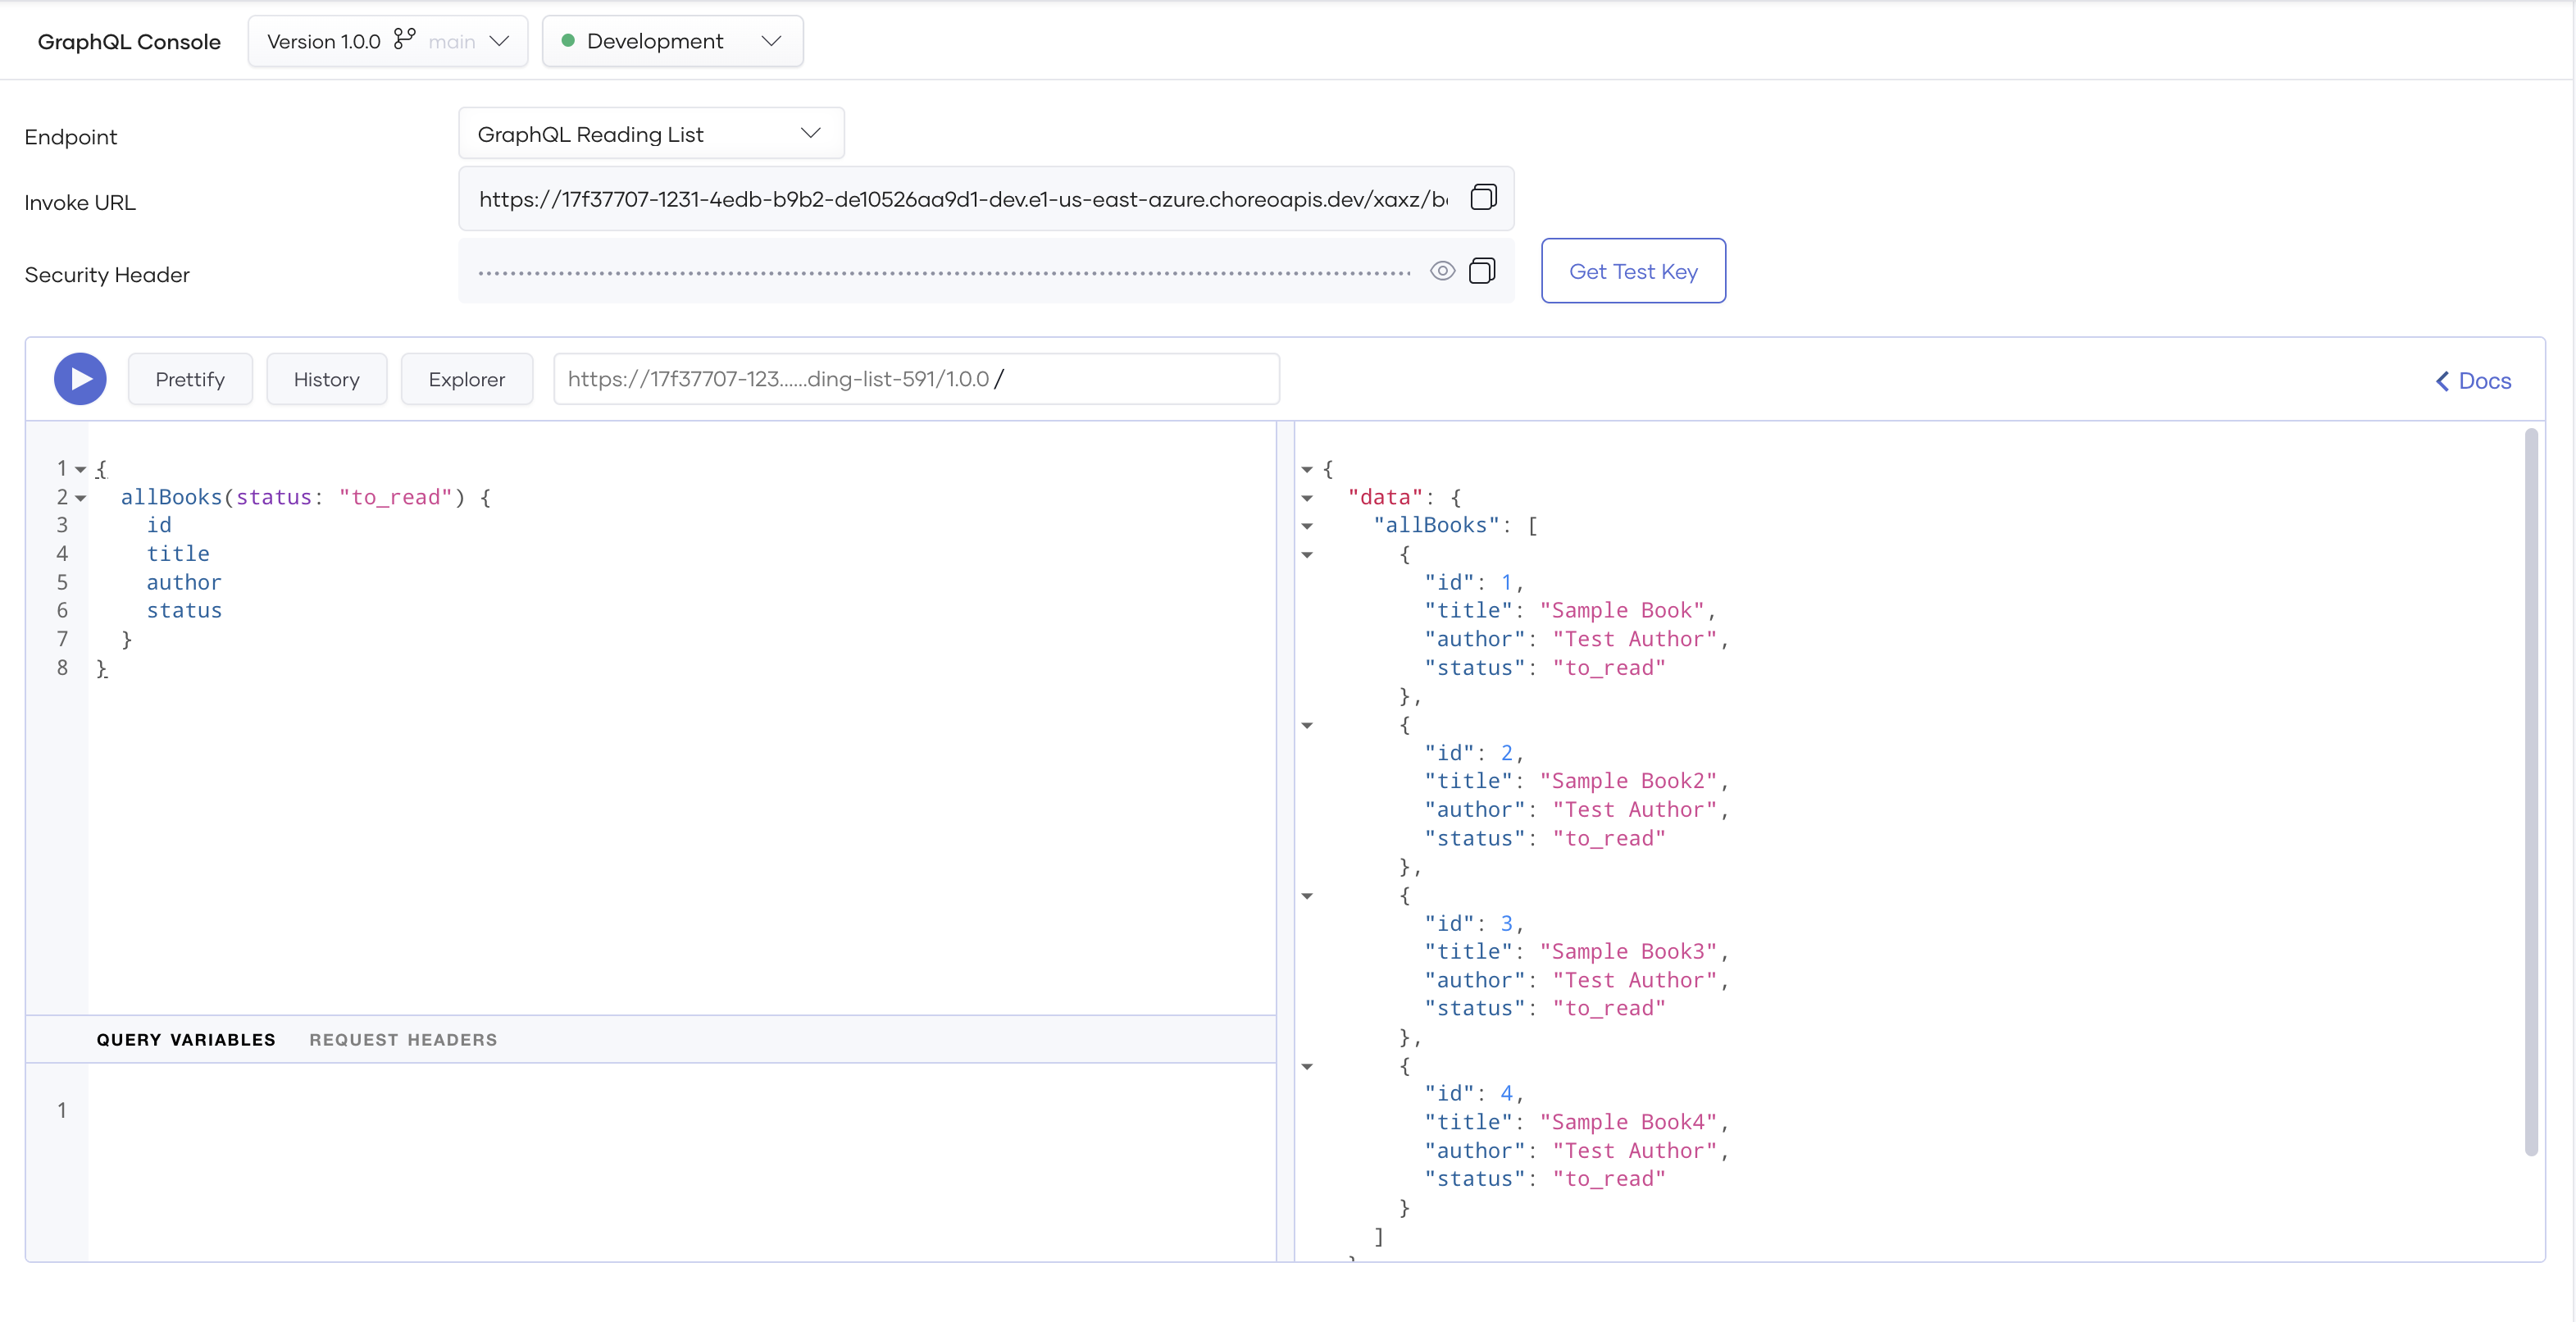 GraphQL Console
Version 1.0.0 main
Development
Endpoint
GraphQL Reading List
Invoke URL
https://17f37707-1231-4edb-b9b2-de10526aa9d1-dev.e1-us-east-azure.choreoapis.dev/xaxz/
Security Header
Get Test Key
Prettify
History
Explorer
https://17f37707-123......ding-list-591/1.0.0 /
Docs
1 {
2 allBooks(status: "to_read") {
3 id
4 title
5 author
6 status
7 }
8 }
QUERY VARIABLES
REQUEST HEADERS
1
{
"data": {
"allBooks": [
{
"id": 1,
"title": "Sample Book",
"author": "Test Author",
"status": "to_read"
},
{
"id": 2,
"title": "Sample Book2",
"author": "Test Author",
"status": "to_read"
},
{
"id": 3,
"title": "Sample Book3",
"author": "Test Author",
"status": "to_read"
},
{
"id": 4,
"title": "Sample Book4",
"author": "Test Author",
"status": "to_read"
}
]